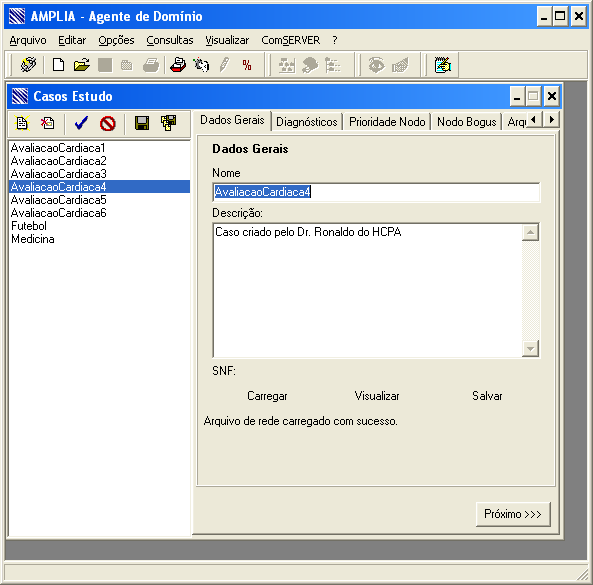 AMPLIA - Agente de Domínio
Arquivo Editar Opções Consultas Visualizar ComSERVER ?
%
Casos Estudo
Dados Gerais Diagnósticos Prioridade Nodo Nodo Bogus Arq
AvaliacaoCardiaca1
AvaliacaoCardiaca2
AvaliacaoCardiaca3
AvaliacaoCardiaca4
AvaliacaoCardiaca5
AvaliacaoCardiaca6
Futebol
Medicina
Dados Gerais
Nome
AvaliacaoCardiaca4
Descrição:
Caso criado pelo Dr. Ronaldo do HCPA
SNF:
Carregar Visualizar Salvar
Arquivo de rede carregado com sucesso.
Próximo >>>